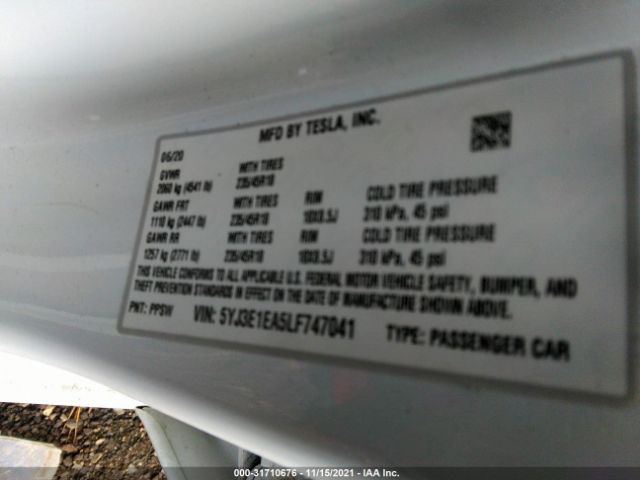 MFD BY TESLA, INC.
06/20
GVWR WITH TIRES
2060 kg (4541 lb) 235/45R18
GAWR FRT WITH TIRES RIM COLD TIRE PRESSURE
1110 kg (2447 lb) 235/45R18 18X8.5J 310 kPa, 45 psi
GAWR RR WITH TIRES RIM COLD TIRE PRESSURE
1257 kg (2771 lb) 235/45R18 18X8.5J 310 kPa, 45 psi
THIS VEHICLE CONFORMS TO ALL APPLICABLE U.S. FEDERAL MOTOR VEHICLE SAFETY, BUMPER, AND
THEFT PREVENTION STANDARDS IN EFFECT ON THE DATE OF MANUFACTURE SHOWN ABOVE.
PNT: PPSW VIN: 5YJ3E1EA5LF747041 TYPE: PASSENGER CAR
000-31710676 - 11/15/2021 - IAA Inc.